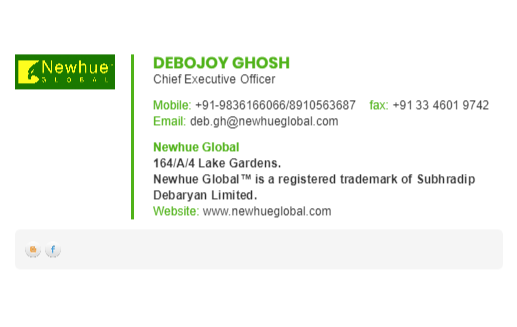 Newhue
GLOBAL
DEBOJOY GHOSH
Chief Executive Officer
Mobile: +91-9836166066/8910563687 fax: +91 33 4601 9742
Email: deb.gh@newhueglobal.com
Newhue Global
164/A/4 Lake Gardens.
Newhue Global™ is a registered trademark of Subhradip
Debaryan Limited.
Website: www.newhueglobal.com
f